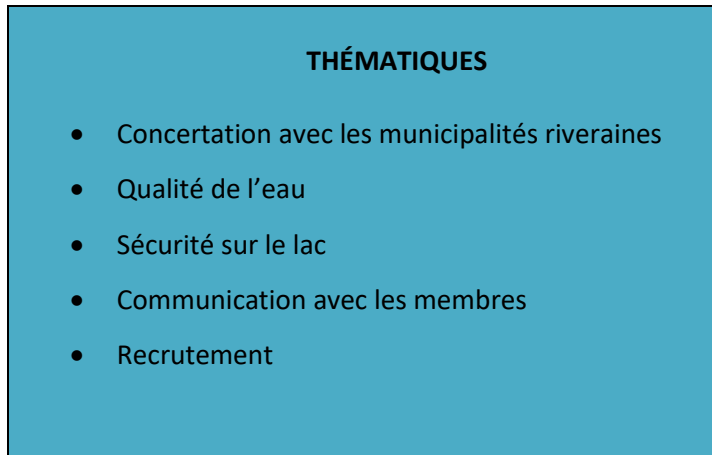 THÉMATIQUES
• Concertation avec les municipalités riveraines
• Qualité de l’eau
• Sécurité sur le lac
• Communication avec les membres
• Recrutement